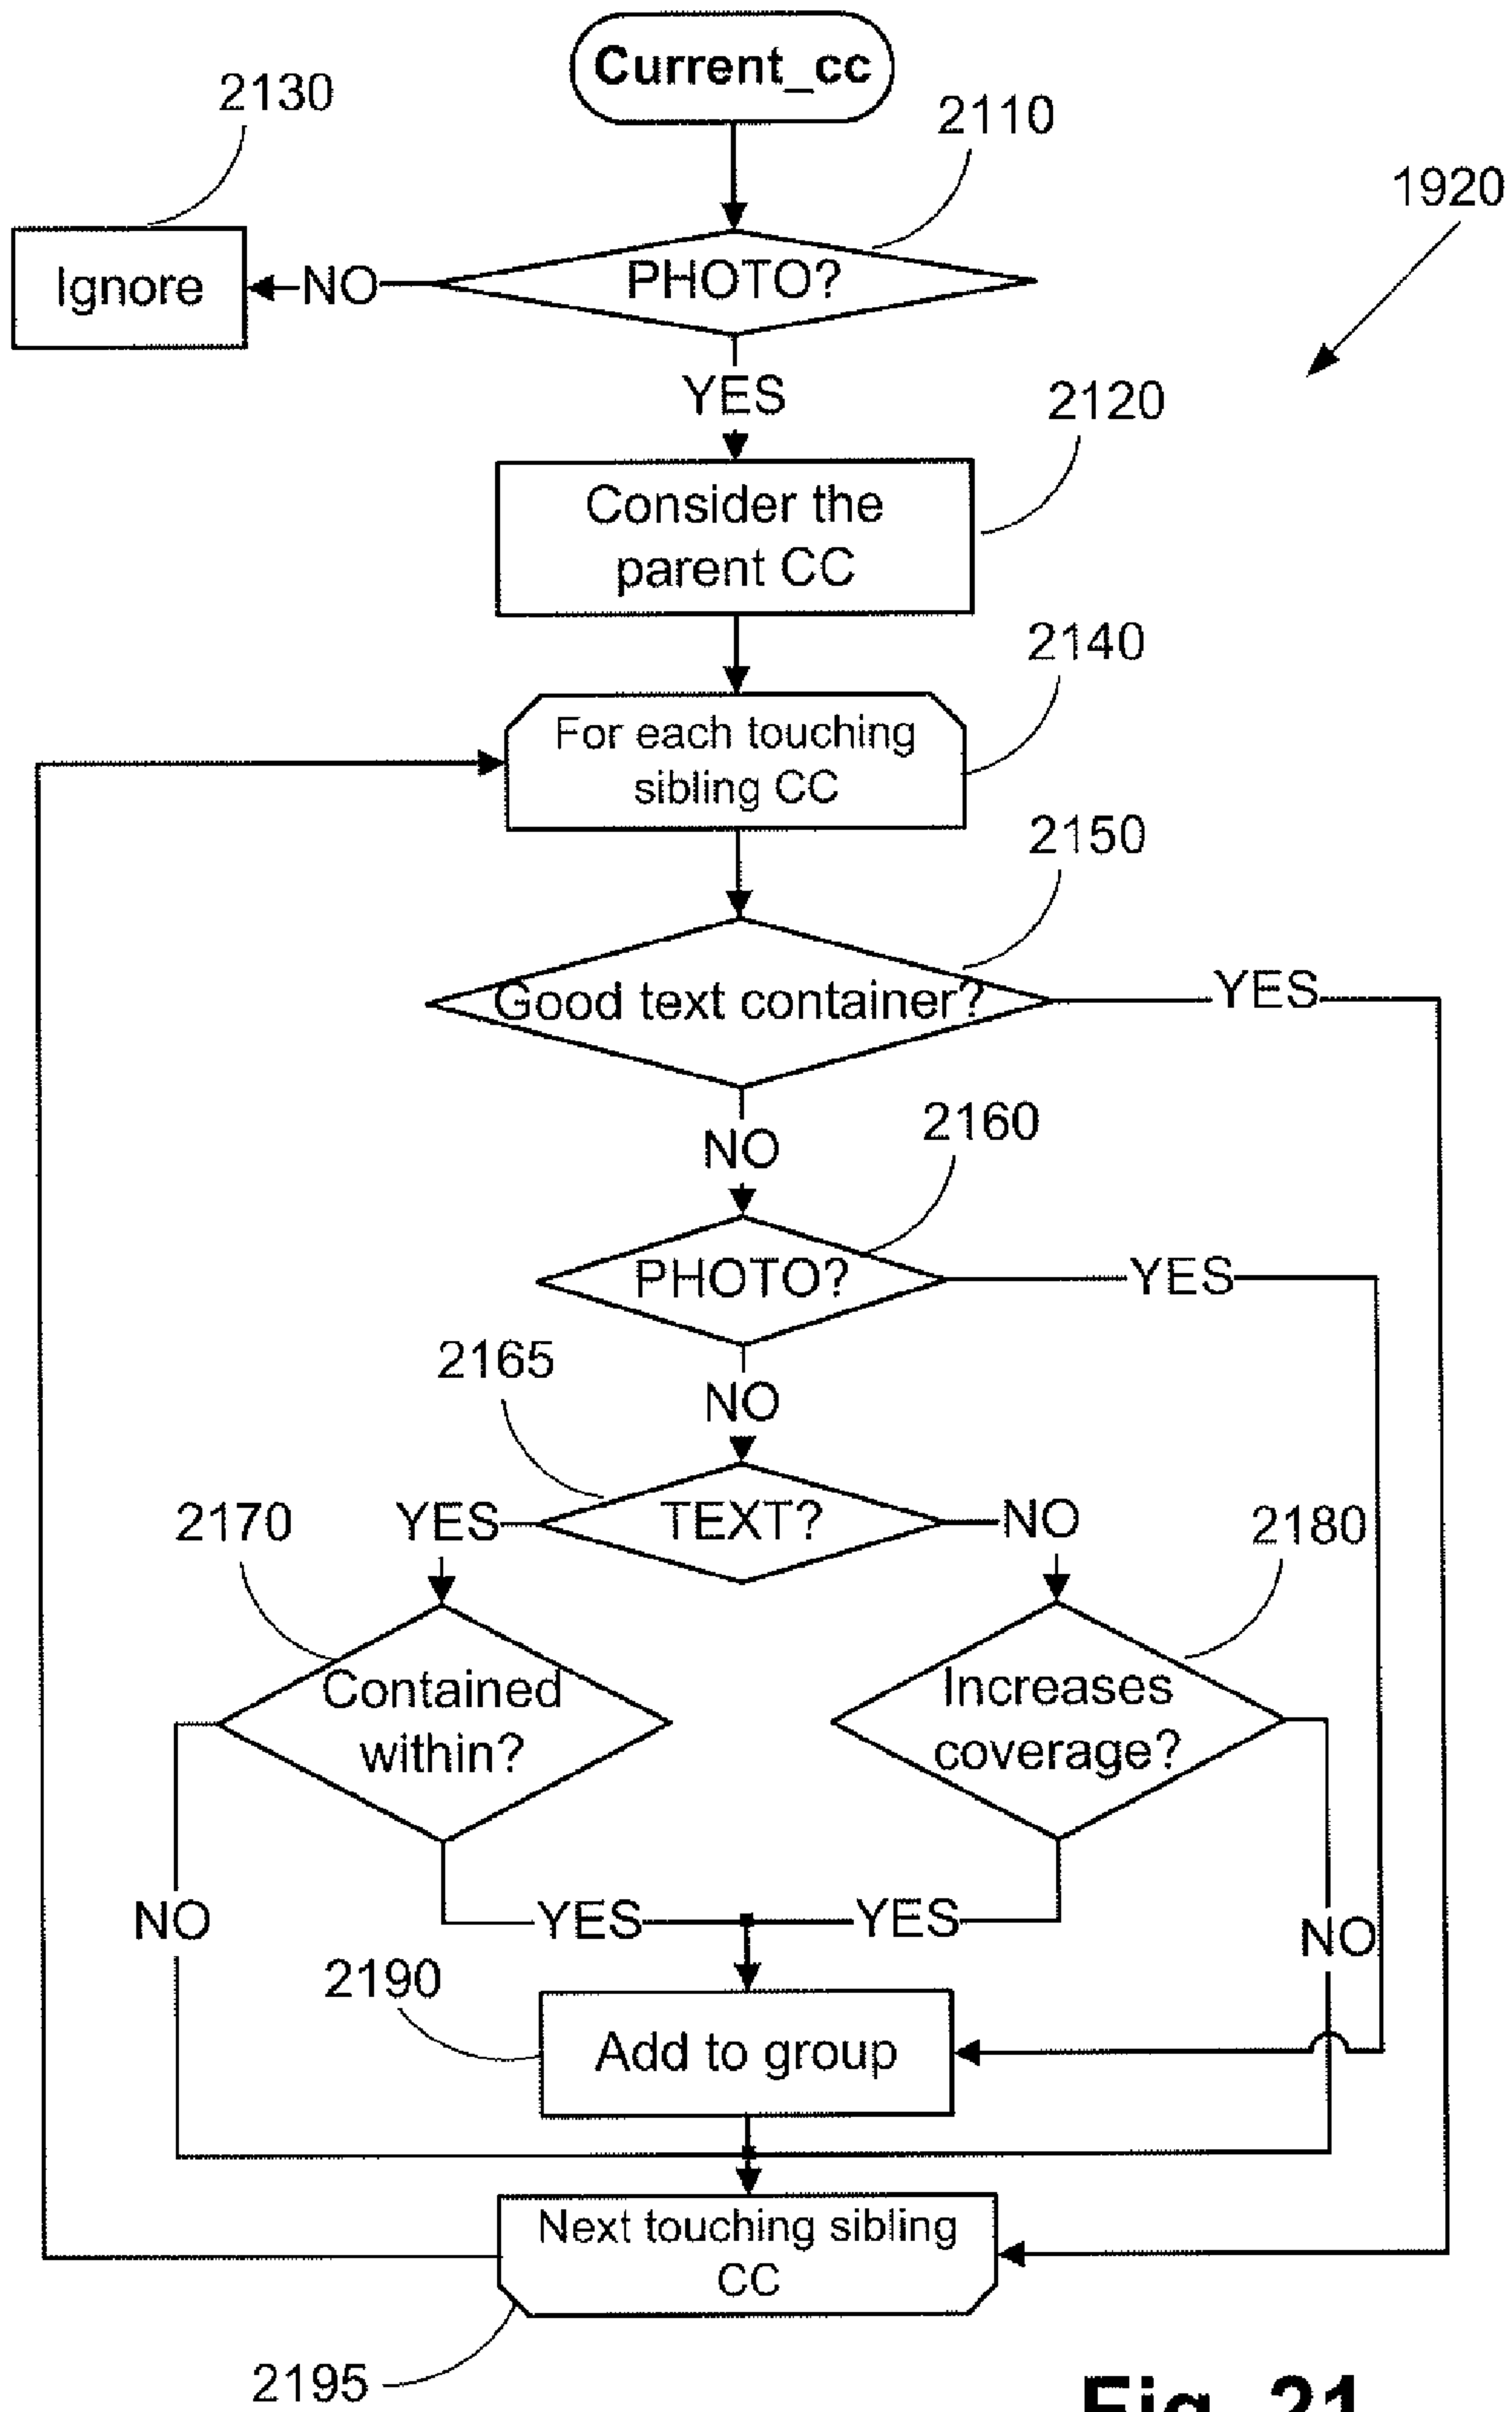 Current_cc
2130
2110
1920
Ignore
NO
PHOTO?
YES
2120
Consider the
parent CC
2140
For each touching
sibling CC
2150
Good text container?
YES
NO
2160
PHOTO?
YES
2165
NO
2170
YES
TEXT?
NO
2180
Contained
within?
Increases
coverage?
NO
YES
YES
NO
2190
Add to group
Next touching sibling
CC
2195
Fig. 21